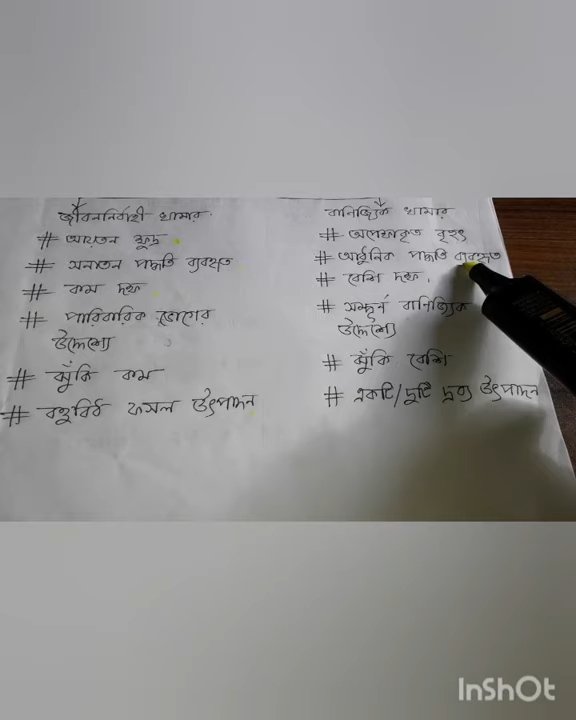 জীবননির্বাহী খামার
# আয়তন ক্ষুদ্র
# সনাতন পদ্ধতি ব্যবহৃত
# কম দক্ষ
# পারিবারিক ভোগের
উদ্দেশ্যে
# ঝুঁকি কম
# বহুবিধ ফসল উৎপাদন
বানিজ্যিক খামার
# অপেক্ষাকৃত বৃহৎ
# আধুনিক পদ্ধতি ব্যবহৃত
# বেশি দক্ষ।
# সম্পূর্ন বানিজ্যিক
উদ্দেশ্যে
# ঝুঁকি বেশি
# একটি/দুটি দ্রব্য উৎপাদন
InShOt